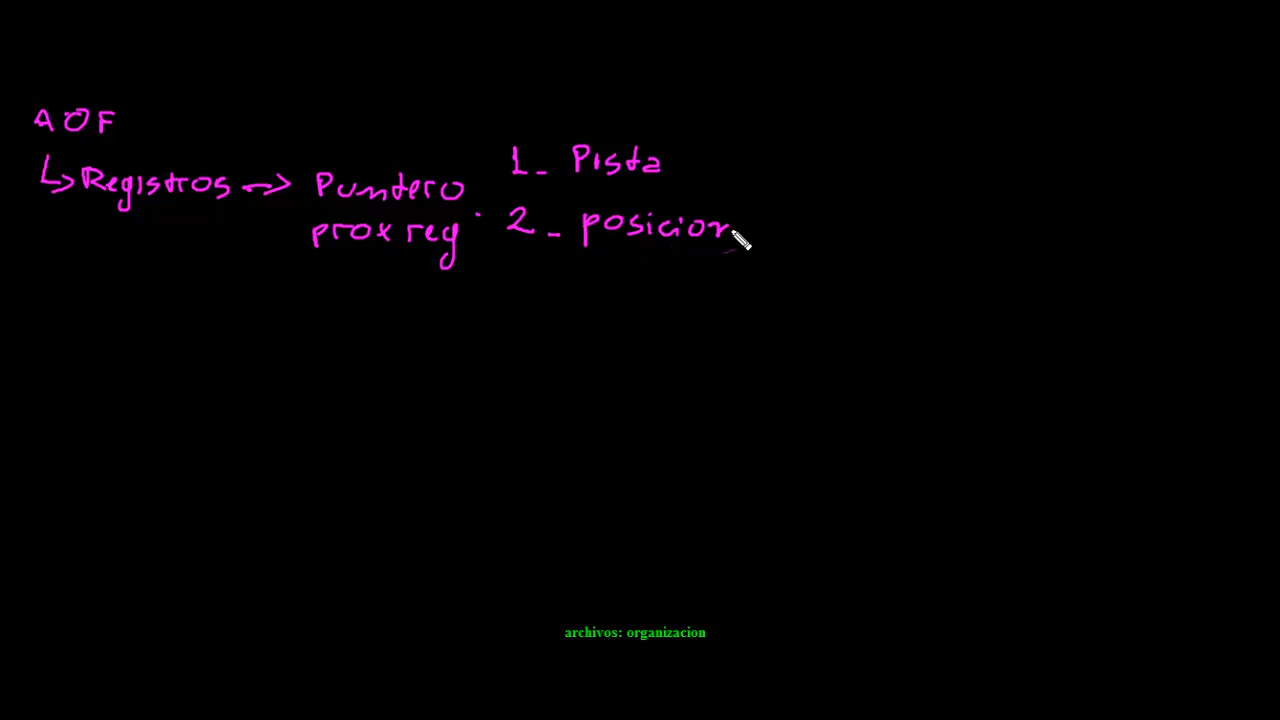 AOF
↳ Registros -> Puntero
prox reg
1_ Pista
2_ posicion
archivos: organizacion